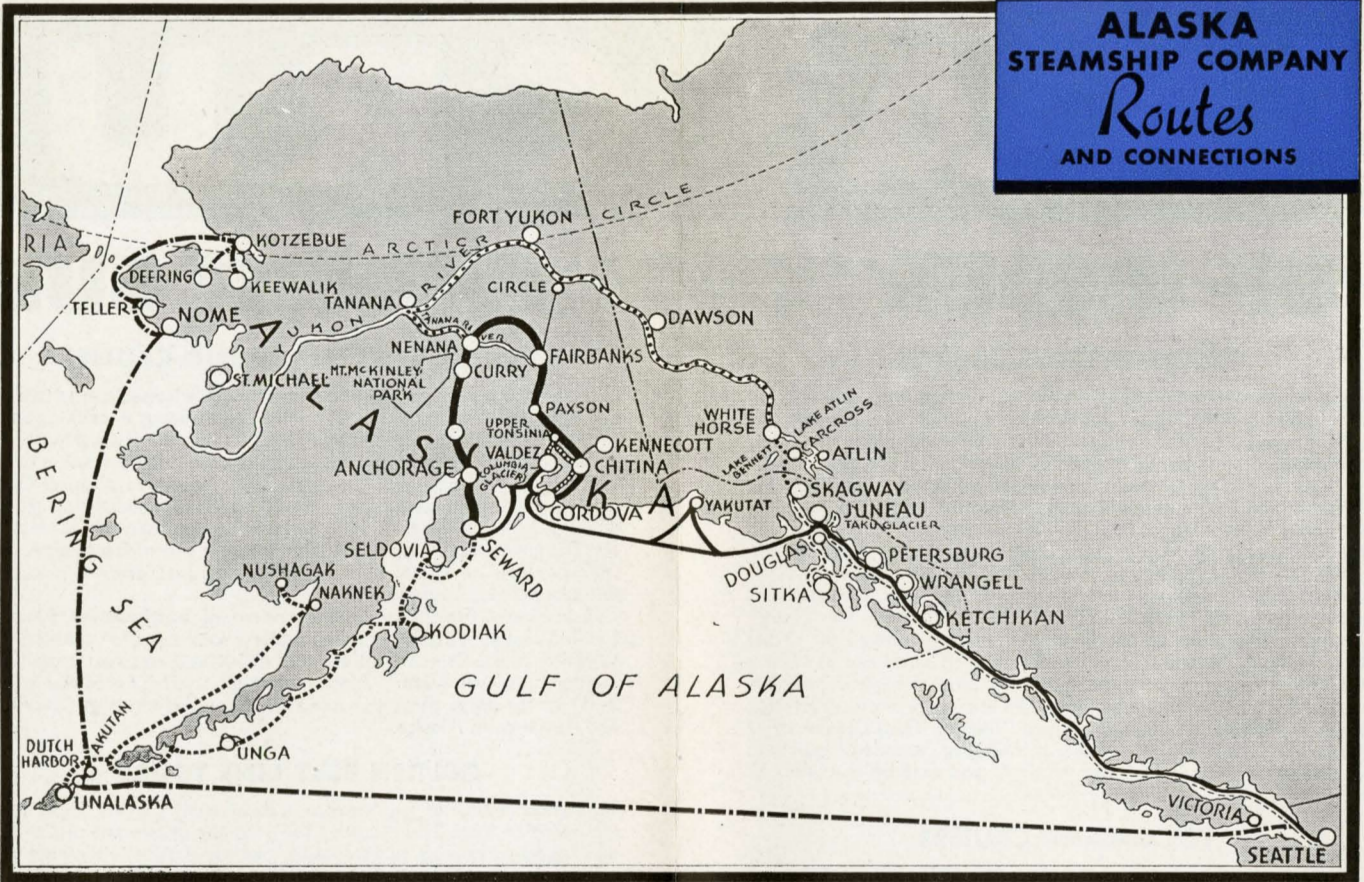 ALASKA
STEAMSHIP COMPANY
Routes
AND CONNECTIONS
FORT YUKON
CIRCLE
ARCTIC
RIA
KOTZEBUE
RIVER
DEERING
KEEWALIK
CIRCLE
TANANA
TELLER
NOME
YUKON
TANANA RIVER
DAWSON
NENANA
FAIRBANKS
ST. MICHAEL
MT. MCKINLEY
NATIONAL
PARK
CURRY
ALASKA
PAXSON
UPPER
TONSINA
WHITE
HORSE
LAKE ATLIN
CARCROSS
KENNECOTT
VALDEZ
ATLIN
LAKE
BENNETT
ANCHORAGE
COLUMBIA
GLACIER
CHITINA
SKAGWAY
CORDOVA
YAKUTAT
JUNEAU
TAKU GLACIER
BERING SEA
SELDOVIA
SEWARD
DOUGLAS
PETERSBURG
NUSHAGAK
NAKNEK
SITKA
WRANGELL
KETCHIKAN
KODIAK
GULF OF ALASKA
AKUTAN
DUTCH
HARBOR
UNGA
UNALASKA
VICTORIA
SEATTLE